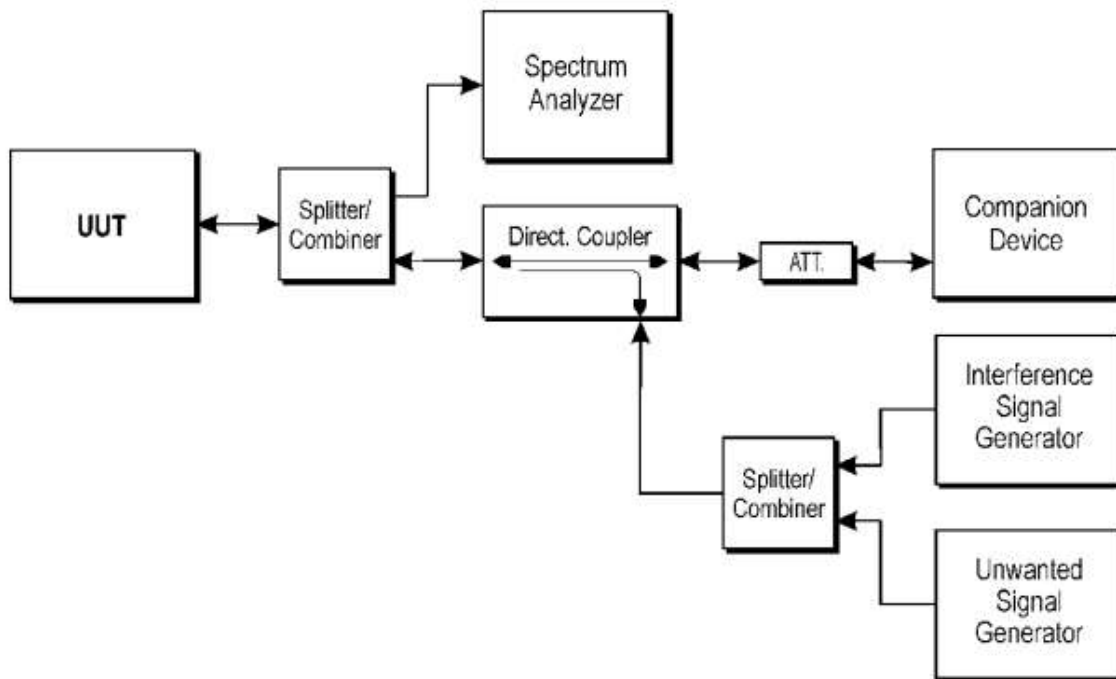 Spectrum
Analyzer
UUT
Splitter/
Combiner
Direct. Coupler
ATT.
Companion
Device
Interference
Signal
Generator
Splitter/
Combiner
Unwanted
Signal
Generator